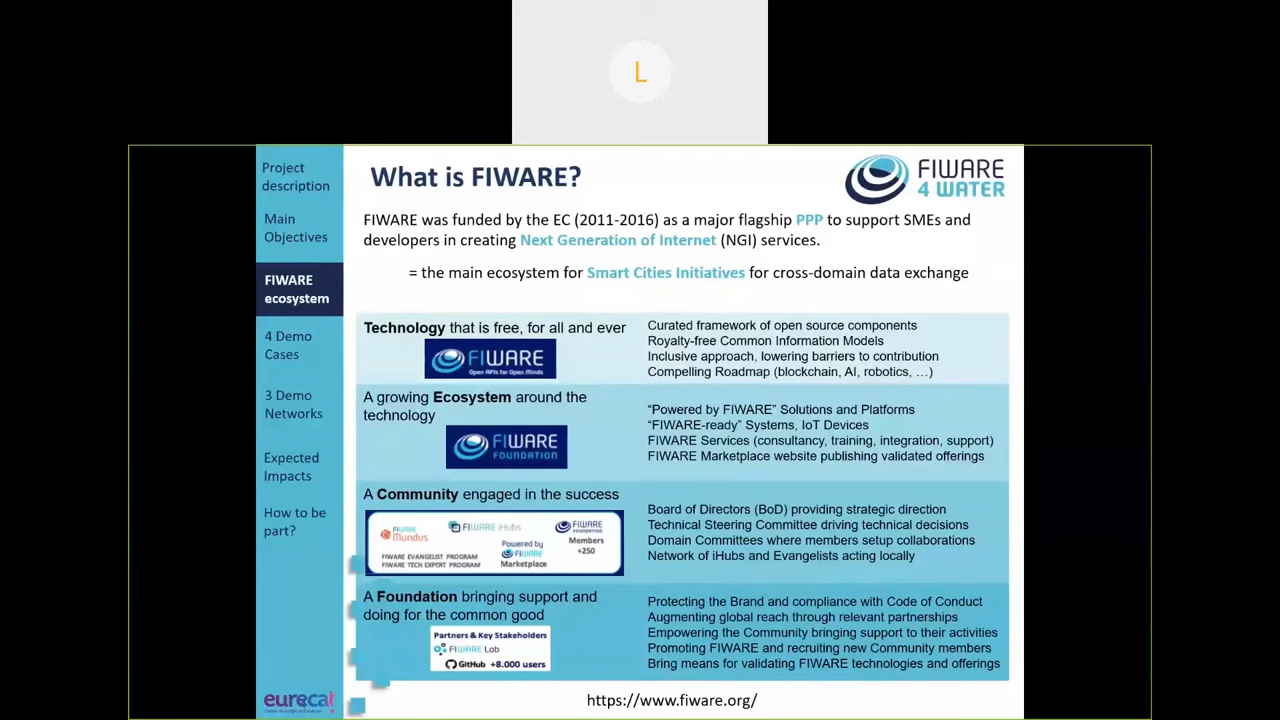 L
Project
description
Main
Objectives
FIWARE
ecosystem
4 Demo
Cases
3 Demo
Networks
Expected
Impacts
How to be
part?
eurecat
What is FIWARE?
FIWARE
4 WATER
FIWARE was funded by the EC (2011-2016) as a major flagship PPP to support SMEs and
developers in creating Next Generation of Internet (NGI) services.
= the main ecosystem for Smart Cities Initiatives for cross-domain data exchange
Technology that is free, for all and ever
FIWARE
Open APIs for Open Minds
Curated framework of open source components
Royalty-free Common Information Models
Inclusive approach, lowering barriers to contribution
Compelling Roadmap (blockchain, AI, robotics, …)
A growing Ecosystem around the
technology
FIWARE
FOUNDATION
“Powered by FIWARE” Solutions and Platforms
“FIWARE-ready” Systems, IoT Devices
FIWARE Services (consultancy, training, integration, support)
FIWARE Marketplace website publishing validated offerings
A Community engaged in the success
FIWARE
Mundus
FIWARE iHubs
FIWARE
FOUNDATION
Members
+250
Powered by
FIWARE
Marketplace
FIWARE EVANGELIST PROGRAM
FIWARE TECH EXPERT PROGRAM
Board of Directors (BoD) providing strategic direction
Technical Steering Committee driving technical decisions
Domain Committees where members setup collaborations
Network of iHubs and Evangelists acting locally
A Foundation bringing support and
doing for the common good
Partners & Key Stakeholders
FIWARE Lab
GitHub +8.000 users
Protecting the Brand and compliance with Code of Conduct
Augmenting global reach through relevant partnerships
Empowering the Community bringing support to their activities
Promoting FIWARE and recruiting new Community members
Bring means for validating FIWARE technologies and offerings
https://www.fiware.org/